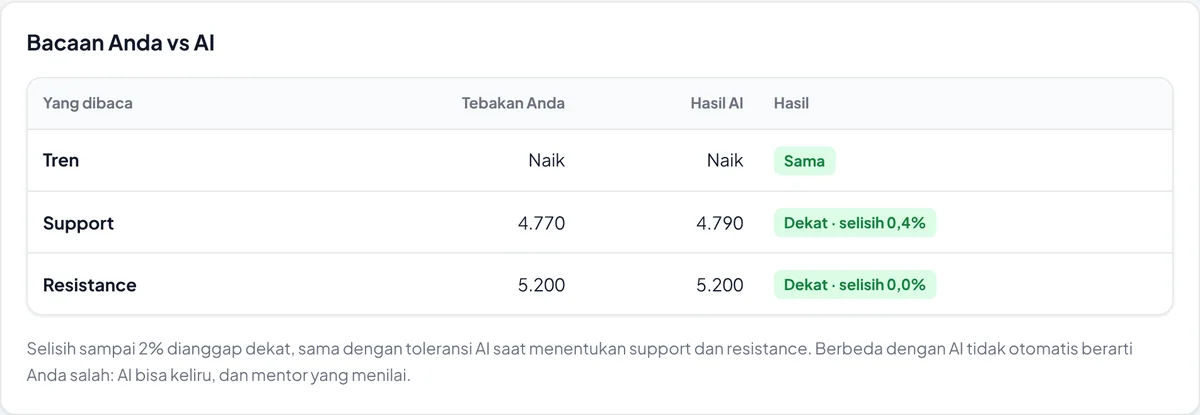 Bacaan Anda vs AI
Yang dibaca Tebakan Anda Hasil AI Hasil
Tren Naik Naik Sama
Support 4.770 4.790 Dekat · selisih 0,4%
Resistance 5.200 5.200 Dekat · selisih 0,0%
Selisih sampai 2% dianggap dekat, sama dengan toleransi AI saat menentukan support dan resistance. Berbeda dengan AI tidak otomatis berarti
Anda salah: AI bisa keliru, dan mentor yang menilai.